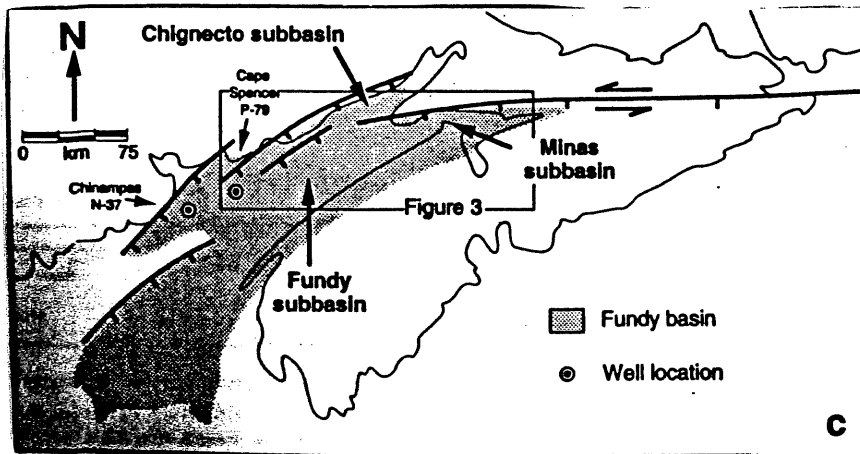 N
Chignecto subbasin
Cape
Spencer
P-79
0 km 75
Chinampas
N-37
Minas
subbasin
Figure 3
Fundy
subbasin
Fundy basin
Well location
C